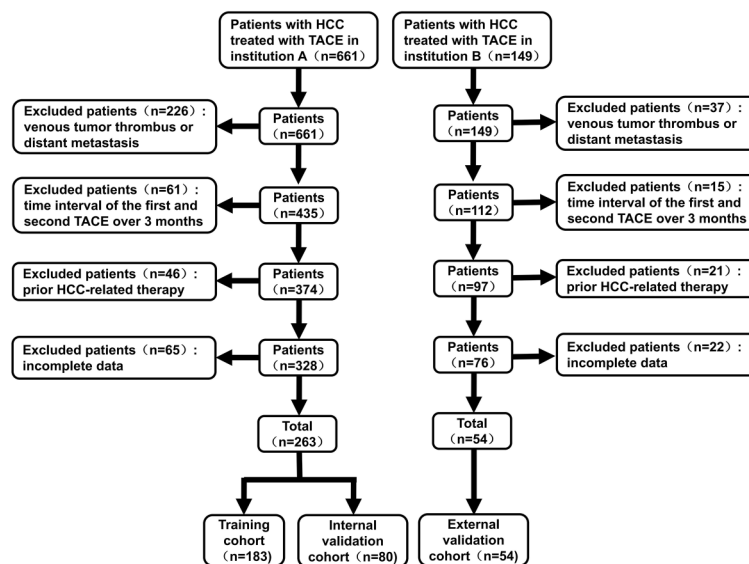 Patients with HCC
treated with TACE in
institution A (n=661)
Patients with HCC
treated with TACE in
institution B (n=149)
Excluded patients（n=226）:
venous tumor thrombus or
distant metastasis
Patients
（n=661）
Patients
（n=149）
Excluded patients（n=37）:
venous tumor thrombus or
distant metastasis
Excluded patients（n=61）:
time interval of the first and
second TACE over 3 months
Patients
（n=435）
Patients
（n=112）
Excluded patients（n=15）:
time interval of the first and
second TACE over 3 months
Excluded patients（n=46）:
prior HCC-related therapy
Patients
（n=374）
Patients
（n=97）
Excluded patients（n=21）:
prior HCC-related therapy
Excluded patients（n=65）:
incomplete data
Patients
（n=328）
Patients
（n=76）
Excluded patients（n=22）:
incomplete data
Total
（n=263）
Total
（n=54）
Training
cohort
（n=183）
Internal
validation
cohort（n=80）
External
validation
cohort（n=54）